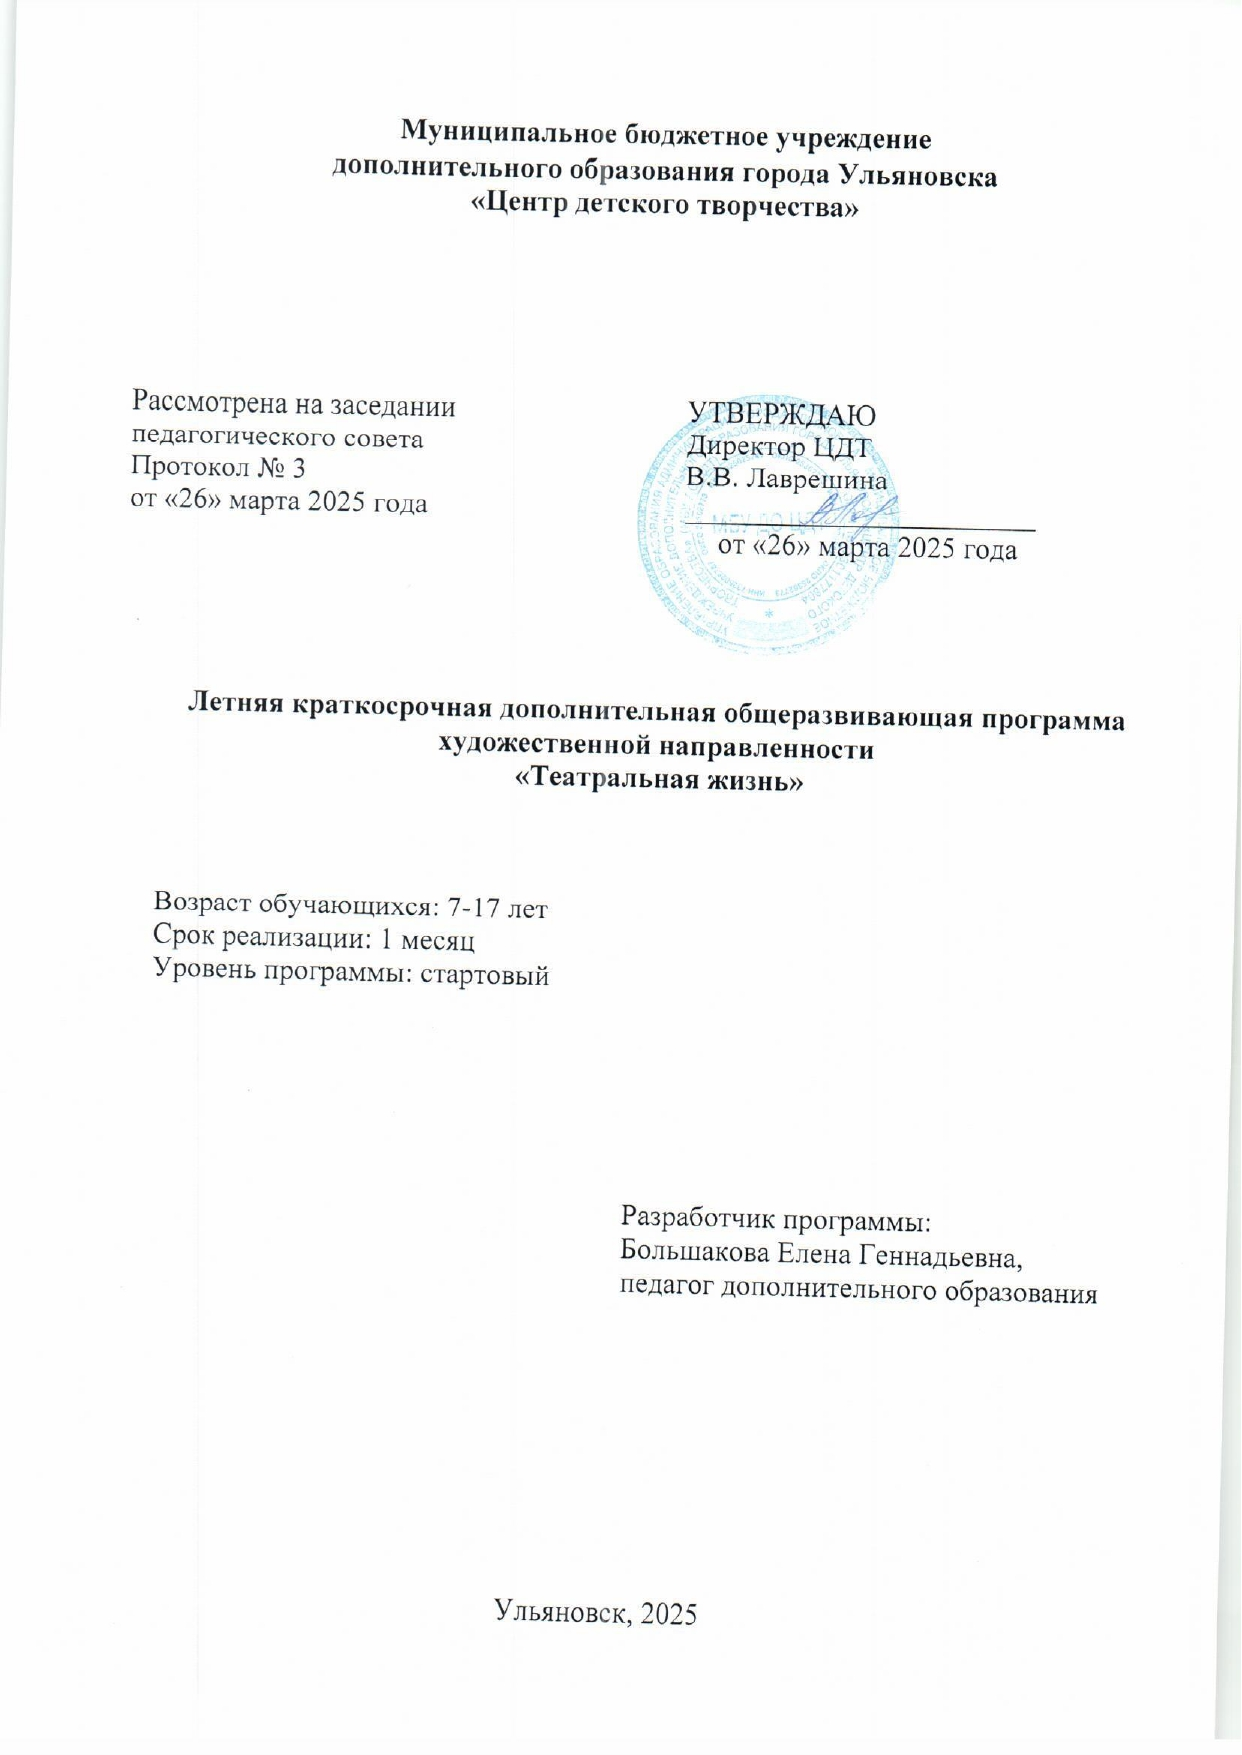 Муниципальное бюджетное учреждение
дополнительного образования города Ульяновска
«Центр детского творчества»
Рассмотрена на заседании
педагогического совета
Протокол № 3
от «26» марта 2025 года
УТВЕРЖДАЮ
Директор ЦДТ
В.В. Лаврешина
от «26» марта 2025 года
МБУ ДО ЦДТ
Летняя краткосрочная дополнительная общеразвивающая программа
художественной направленности
«Театральная жизнь»
Возраст обучающихся: 7-17 лет
Срок реализации: 1 месяц
Уровень программы: стартовый
Разработчик программы:
Большакова Елена Геннадьевна,
педагог дополнительного образования
Ульяновск, 2025